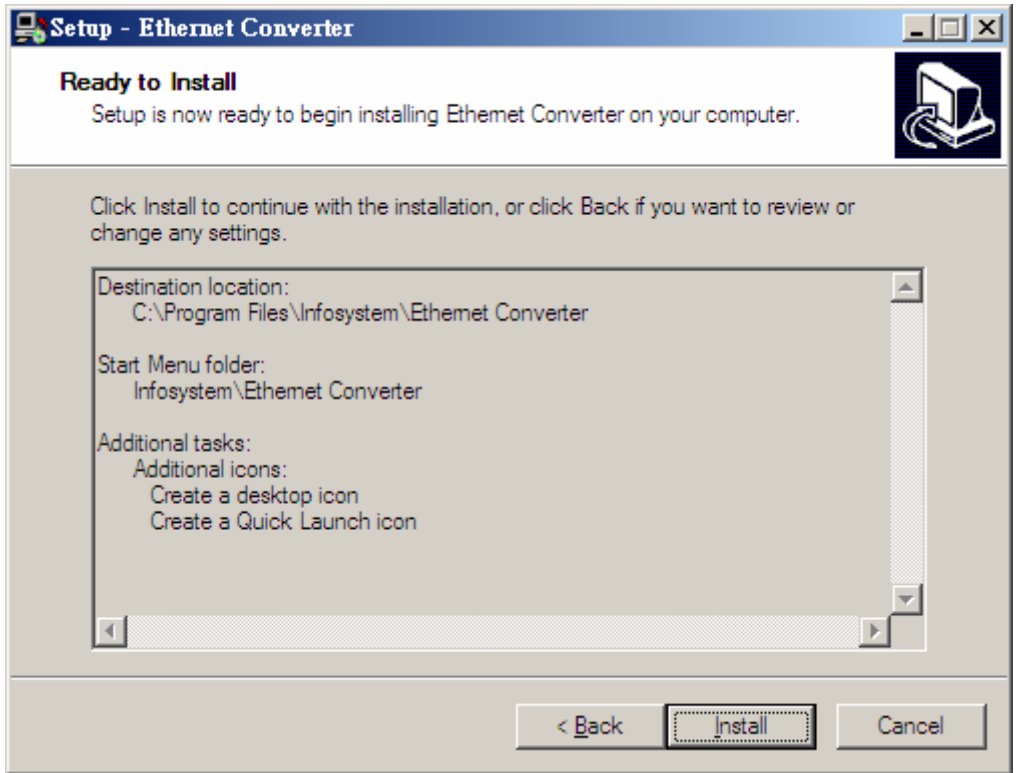 Setup - Ethernet Converter
Ready to Install
Setup is now ready to begin installing Ethernet Converter on your computer.
Click Install to continue with the installation, or click Back if you want to review or
change any settings.
Destination location:
C:\Program Files\Infosystem\Ethernet Converter
Start Menu folder:
Infosystem\Ethernet Converter
Additional tasks:
Additional icons:
Create a desktop icon
Create a Quick Launch icon
< Back Install Cancel